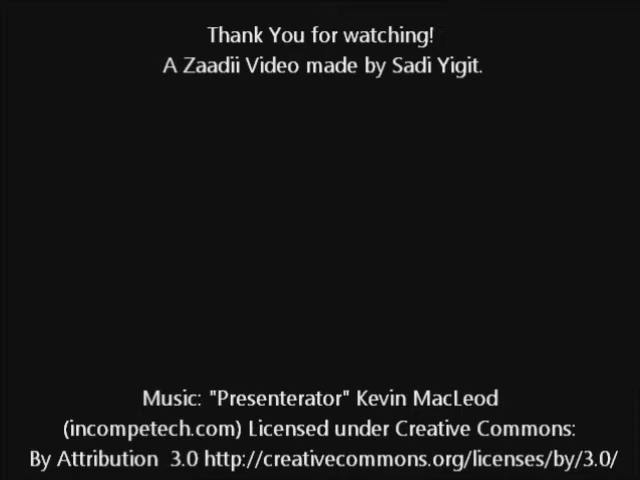 Thank You for watching!
A Zaadii Video made by Sadi Yigit.
Music: "Presenterator" Kevin MacLeod
(incompetech.com) Licensed under Creative Commons:
By Attribution  3.0 http://creativecommons.org/licenses/by/3.0/